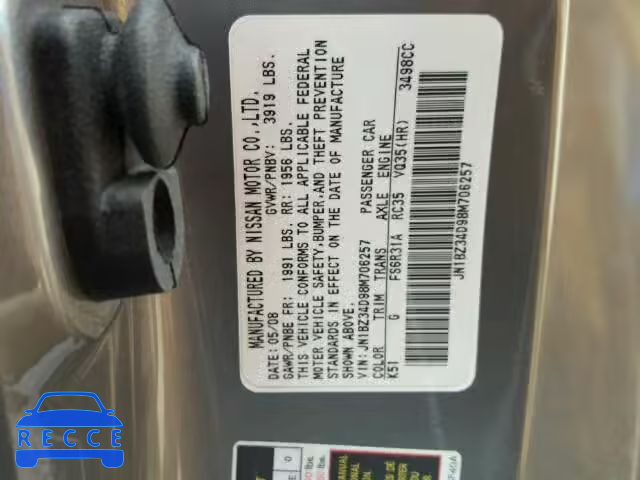 MANUFACTURED BY NISSAN MOTOR CO.,LTD.
DATE: 05/08 GVWR/PNBV: 3919 LBS.
GAWR/PNBE FR: 1991 LBS. RR: 1956 LBS.
THIS VEHICLE CONFORMS TO ALL APPLICABLE FEDERAL
MOTOR VEHICLE SAFETY,BUMPER,AND THEFT PREVENTION
STANDARDS IN EFFECT ON THE DATE OF MANUFACTURE
SHOWN ABOVE.
VIN:JN1BZ34D98M706257 PASSENGER CAR
COLOR TRIM TRANS AXLE ENGINE
K51 G FS6R31A RC35 VQ35(HR) 3498CC
JN1BZ34D98M706257
MANUAL
RECCE